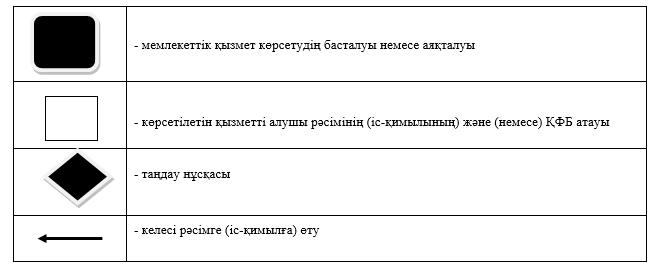 - мемлекеттік қызмет көрсетудің басталуы немесе аяқталуы
- көрсетілетін қызметті алушы рәсімінің (іс-қимылының) және (немесе) ҚФБ атауы
- таңдау нұсқасы
- келесі рәсімге (іс-қимылға) өту